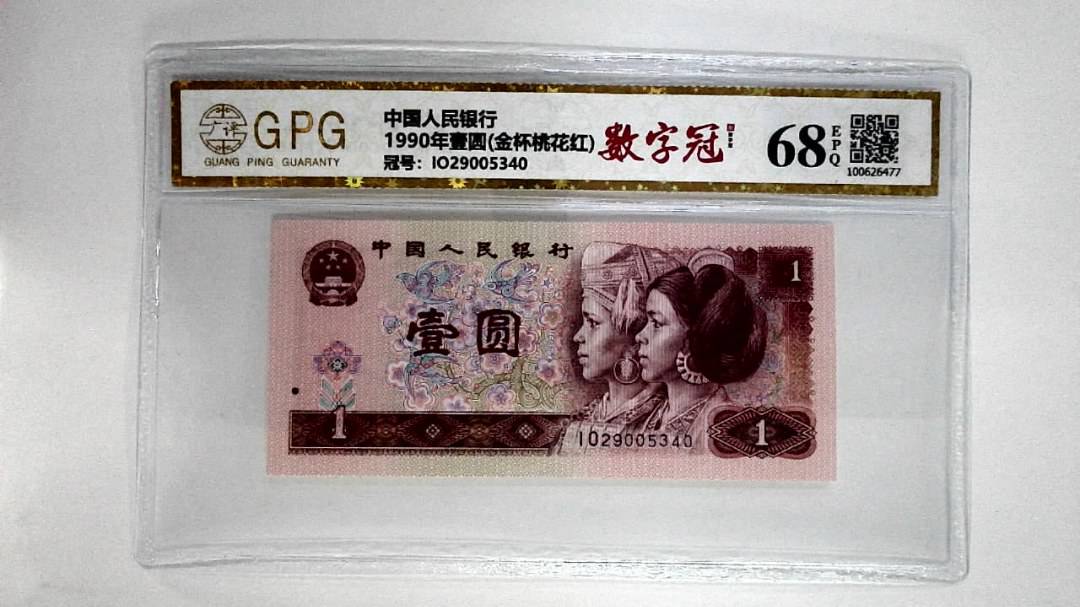 广评
GPG
GUANG PING GUARANTY
中国人民银行
1990年壹圆(金杯桃花红)
冠号：IO29005340
数字冠
68
EPQ
100626477
中国人民银行
1
壹圆
1
IO29005340
1